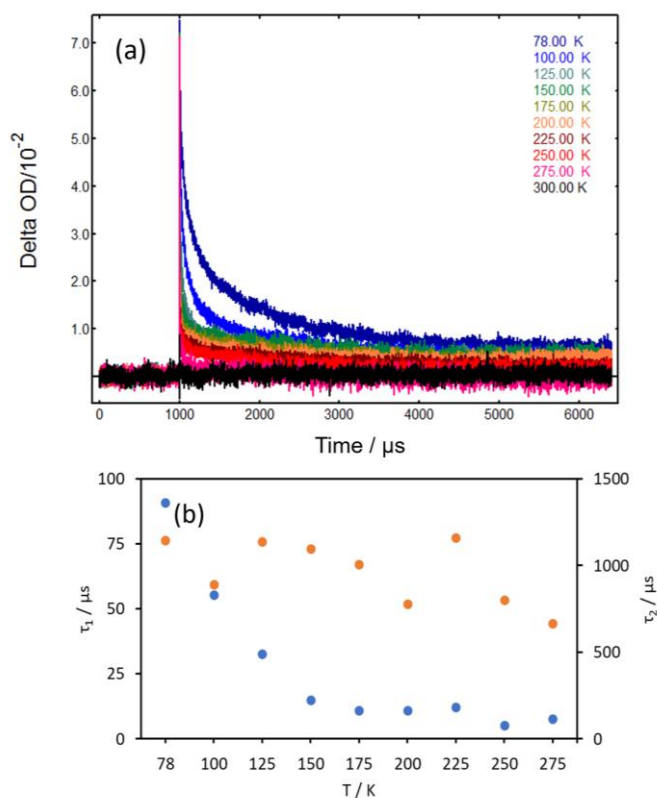 (a)
Delta OD/10⁻²
7.0
6.0
5.0
4.0
3.0
2.0
1.0
78.00 K
100.00 K
125.00 K
150.00 K
175.00 K
200.00 K
225.00 K
250.00 K
275.00 K
300.00 K
0 1000 2000 3000 4000 5000 6000
Time / µs
(b)
τ₁ / µs
100
75
50
25
0
1500
1000
500
0
τ₂ / µs
78 100 125 150 175 200 225 250 275
T / K